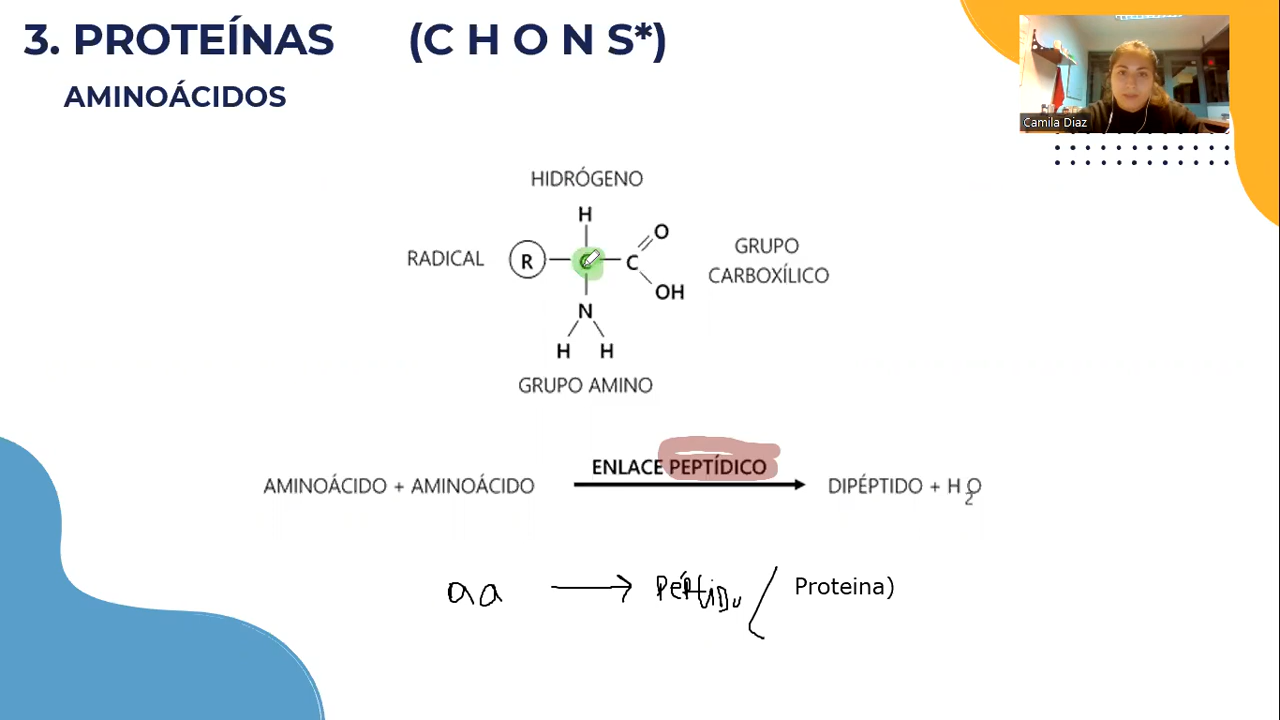 3. PROTEÍNAS (C H O N S*)
AMINOÁCIDOS
Camila Diaz
HIDRÓGENO
H
O
RADICAL R C C GRUPO
CARBOXÍLICO
OH
N
H H
GRUPO AMINO
ENLACE PEPTÍDICO
AMINOÁCIDO + AMINOÁCIDO DIPÉPTIDO + H2O
aa → PéPtiDo / Proteina)